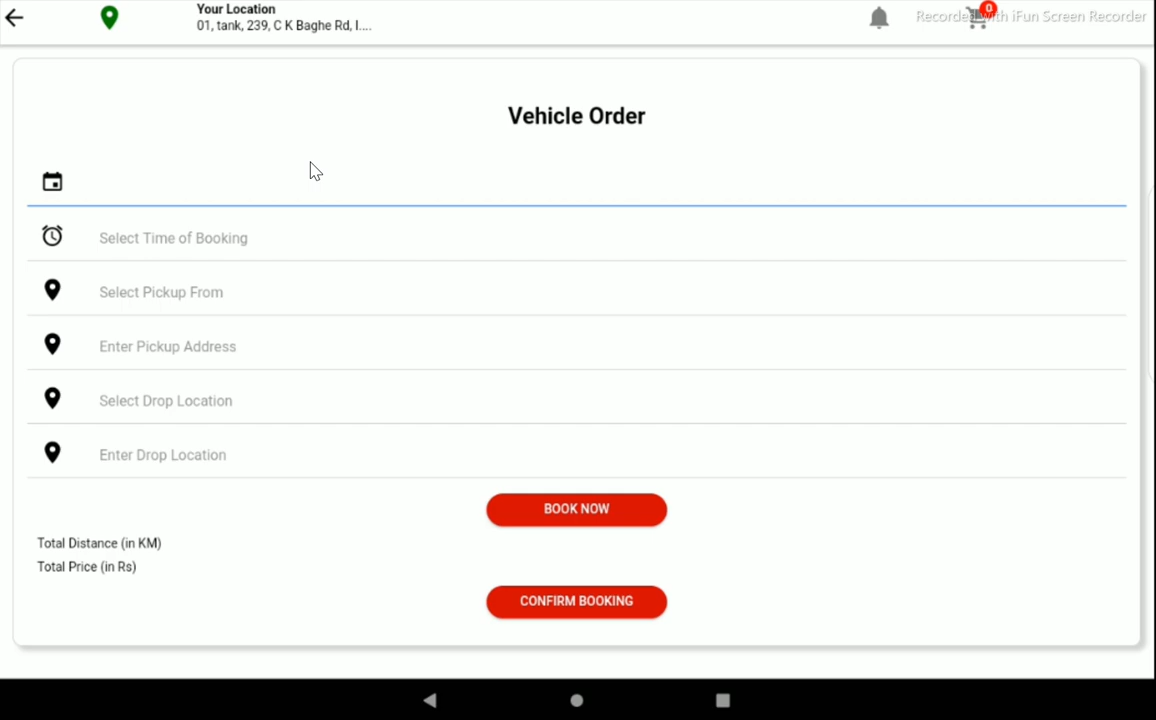 Your Location
01, tank, 239, C K Baghe Rd, I....
Recorded with iFun Screen Recorder
0
Vehicle Order
Select Time of Booking
Select Pickup From
Enter Pickup Address
Select Drop Location
Enter Drop Location
BOOK NOW
Total Distance (in KM)
Total Price (in Rs)
CONFIRM BOOKING